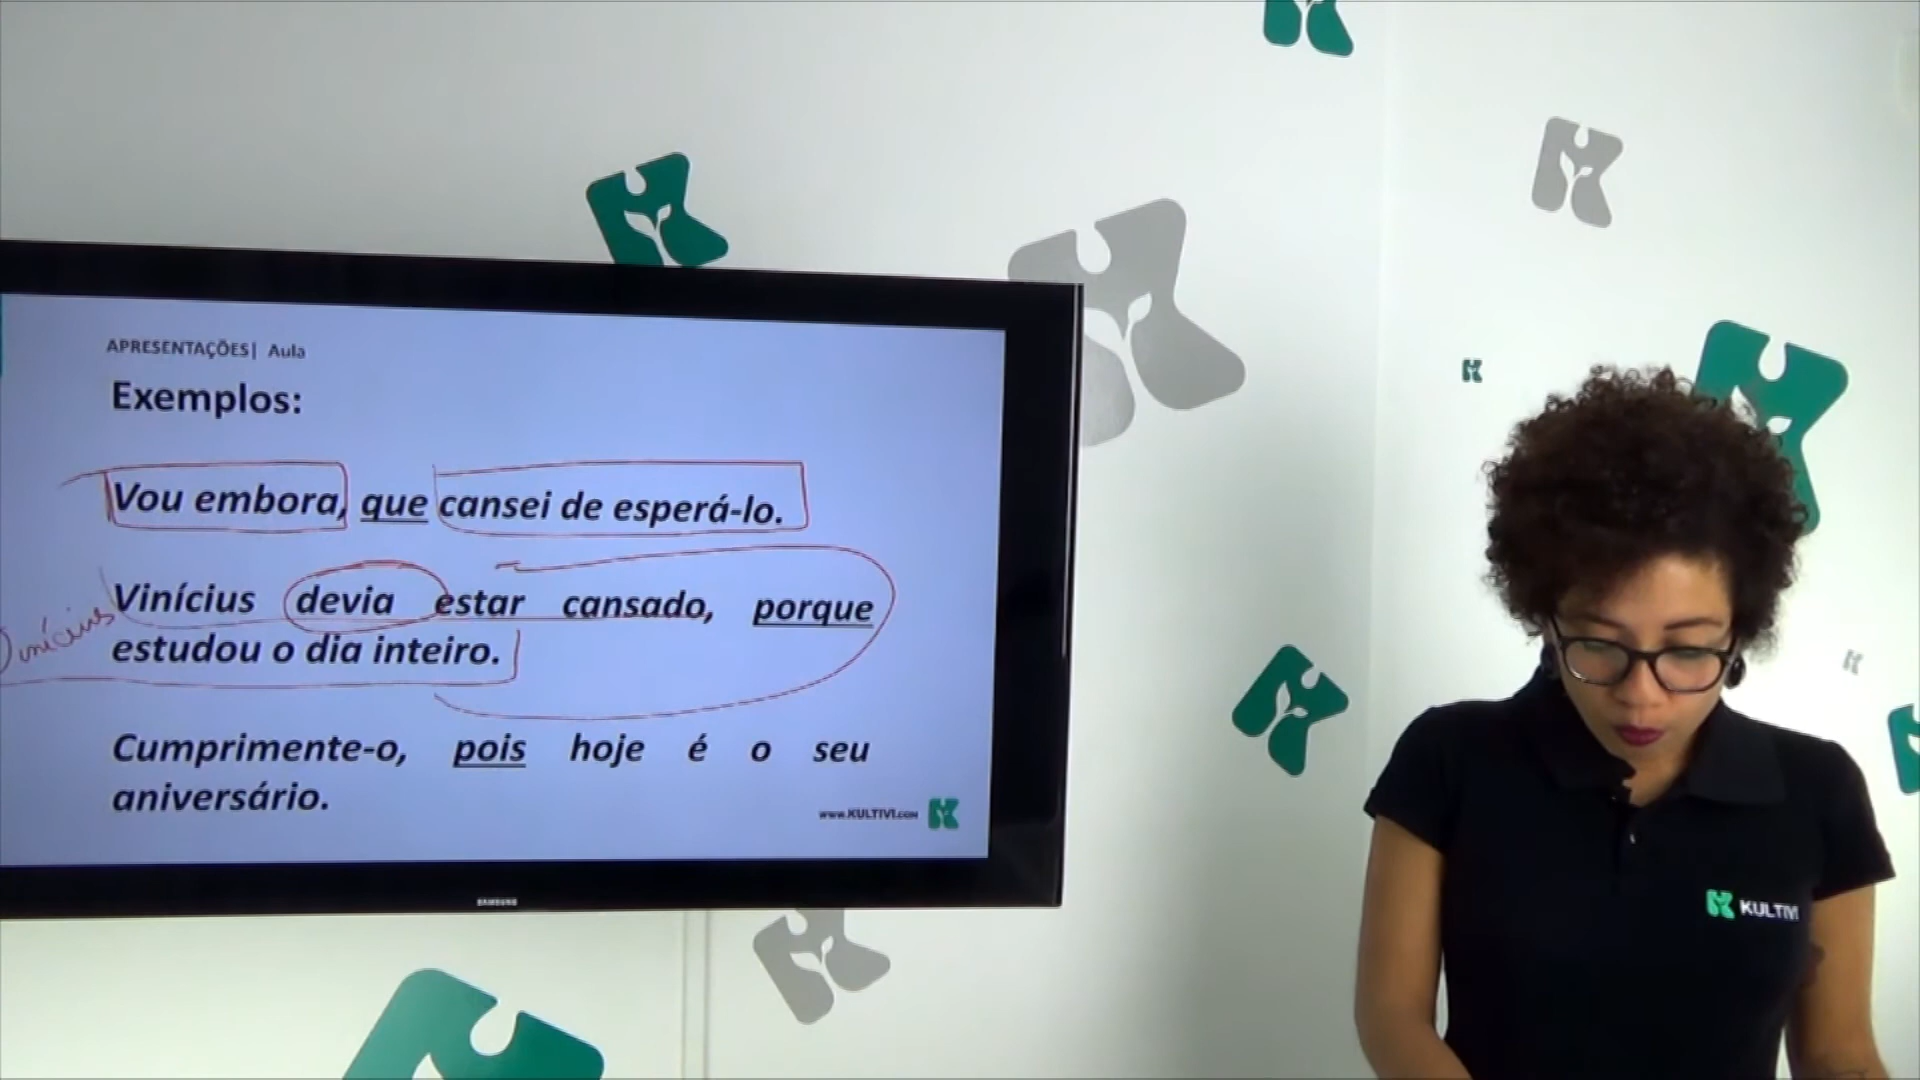 APRESENTAÇÕES| Aula
Exemplos:
Vou embora, que cansei de esperá-lo.
Vinícius devia estar cansado, porque
estudou o dia inteiro.
Vinícius
Cumprimente-o, pois hoje é o seu
aniversário.
www.KULTIVI.com
SAMSUNG
KULTIVI